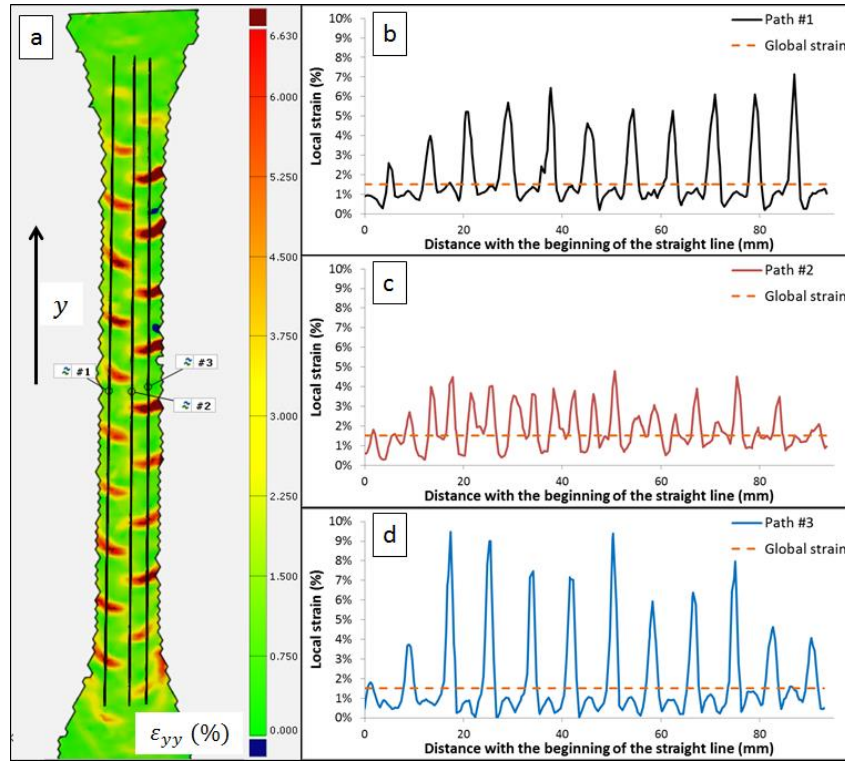 a
6.630
6.000
5.250
4.500
3.750
3.000
2.250
1.500
0.750
0.000
y
#1
#3
#2
εyy (%)
b
Path #1
Global strain
Local strain (%)
10%
9%
8%
7%
6%
5%
4%
3%
2%
1%
0%
0 20 40 60 80
Distance with the beginning of the straight line (mm)
c
Path #2
Global strain
Local strain (%)
10%
9%
8%
7%
6%
5%
4%
3%
2%
1%
0%
0 20 40 60 80
Distance with the beginning of the straight line (mm)
d
Path #3
Global strain
Local strain (%)
10%
9%
8%
7%
6%
5%
4%
3%
2%
1%
0%
0 20 40 60 80
Distance with the beginning of the straight line (mm)